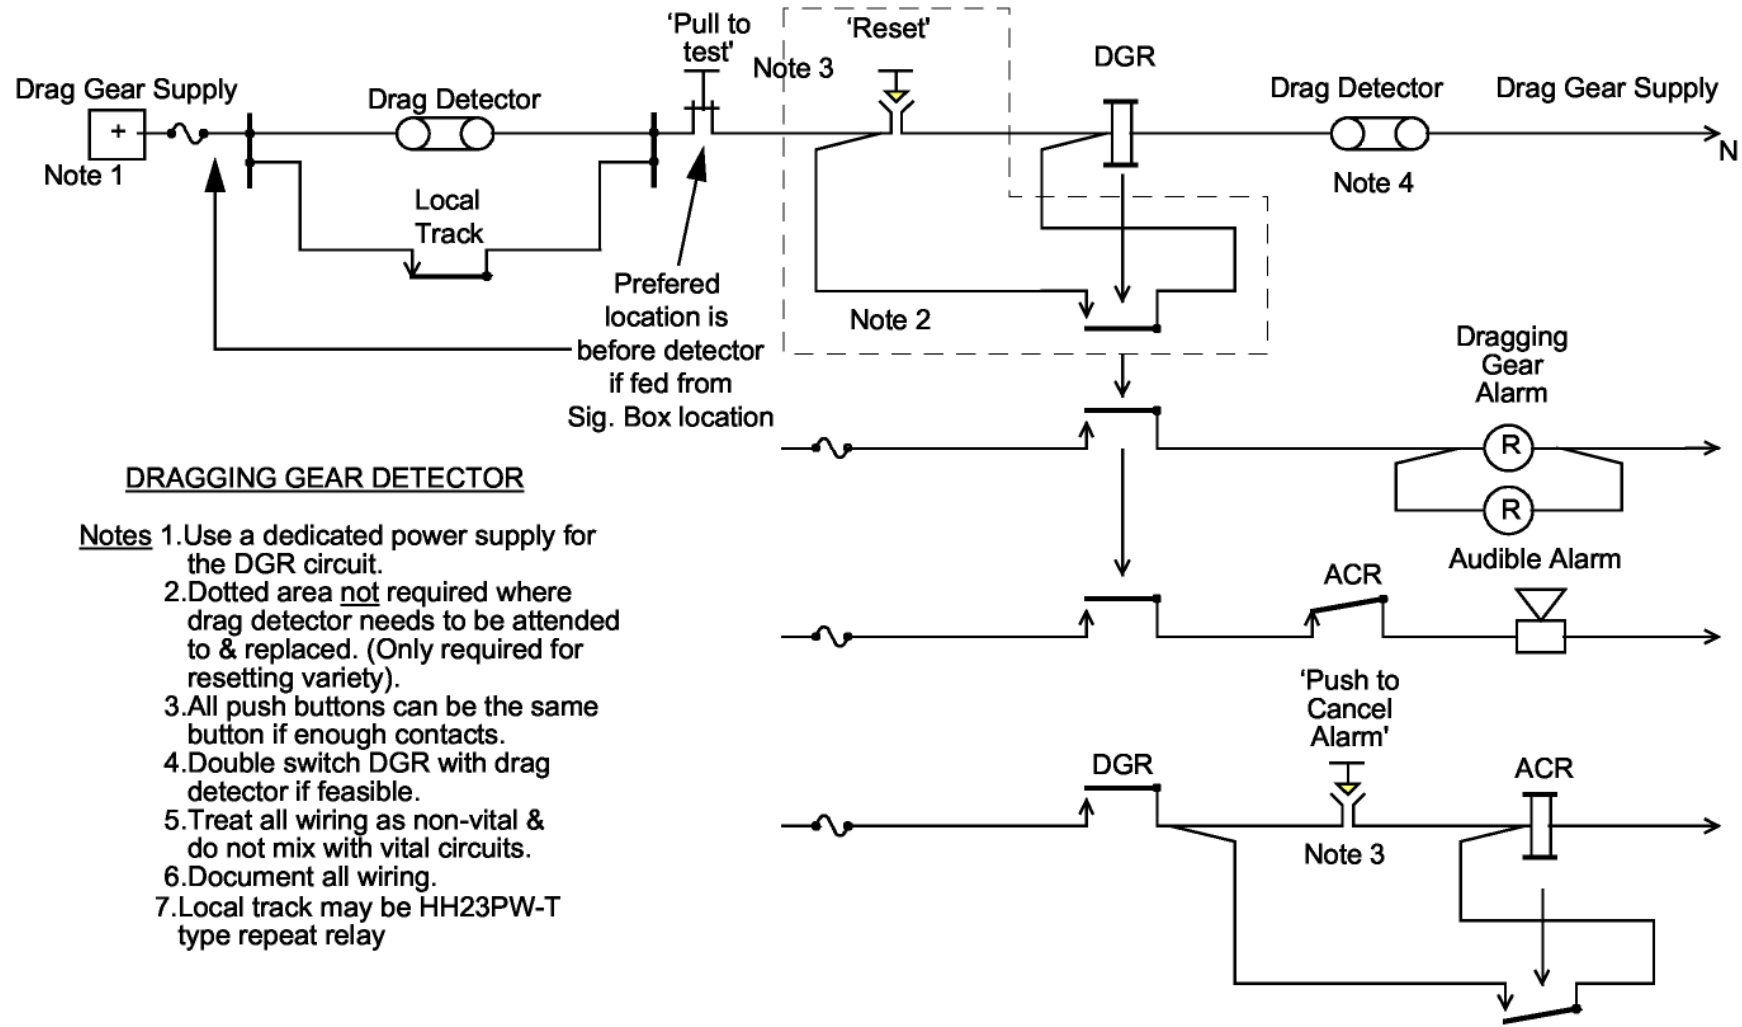 'Pull to
test'
Note 3
'Reset'
DGR
Drag Gear Supply
Drag Detector
Drag Detector
Drag Gear Supply
+
N
Note 1
Note 4
Local
Track
Prefered
location is
before detector
if fed from
Sig. Box location
Note 2
Dragging
Gear
Alarm
R
R
Audible Alarm
ACR
'Push to
Cancel
Alarm'
DGR
ACR
Note 3
DRAGGING GEAR DETECTOR
Notes 1.Use a dedicated power supply for
the DGR circuit.
2.Dotted area not required where
drag detector needs to be attended
to & replaced. (Only required for
resetting variety).
3.All push buttons can be the same
button if enough contacts.
4.Double switch DGR with drag
detector if feasible.
5.Treat all wiring as non-vital &
do not mix with vital circuits.
6.Document all wiring.
7.Local track may be HH23PW-T
type repeat relay